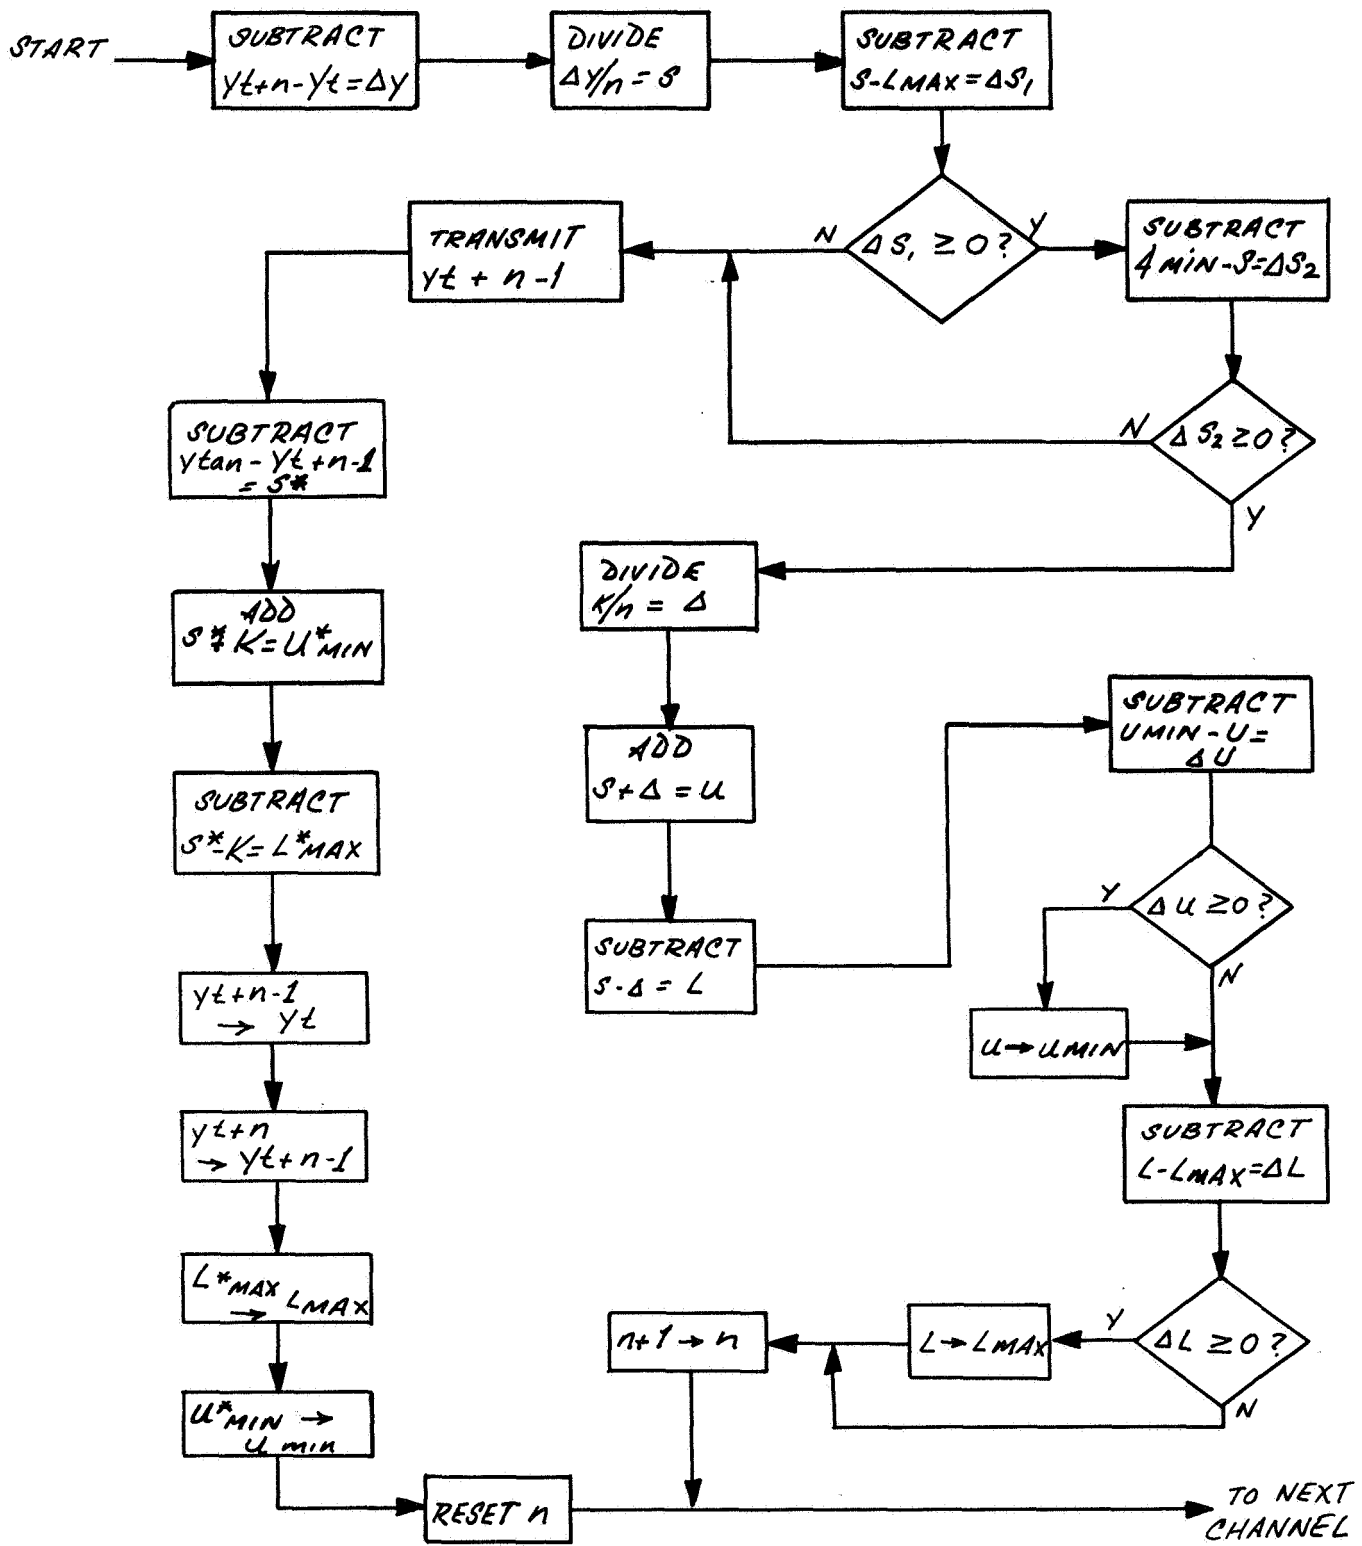 START
SUBTRACT
yt+n-yt=Δy
DIVIDE
ΔY/n = S
SUBTRACT
S-LMAX=ΔS1
ΔS1 ≥ 0?
N
Y
SUBTRACT
MIN-S=ΔS2
TRANSMIT
yt + n-1
ΔS2 ≥0?
N
Y
SUBTRACT
ytan - yt+n-1
= S*
DIVIDE
K/n = Δ
ADD
S*+K=U*MIN
ADD
S+Δ=U
SUBTRACT
UMIN-U=
ΔU
SUBTRACT
S*-K=L*MAX
SUBTRACT
S-Δ= L
ΔU ≥0?
Y
N
yt+n-1
→ yt
U→UMIN
yt+n
→ yt+n-1
SUBTRACT
L-LMAX=ΔL
L*MAX
→ LMAX
n+1→n
L→LMAX
Y
ΔL ≥0?
N
U*MIN →
U min
RESET n
TO NEXT
CHANNEL